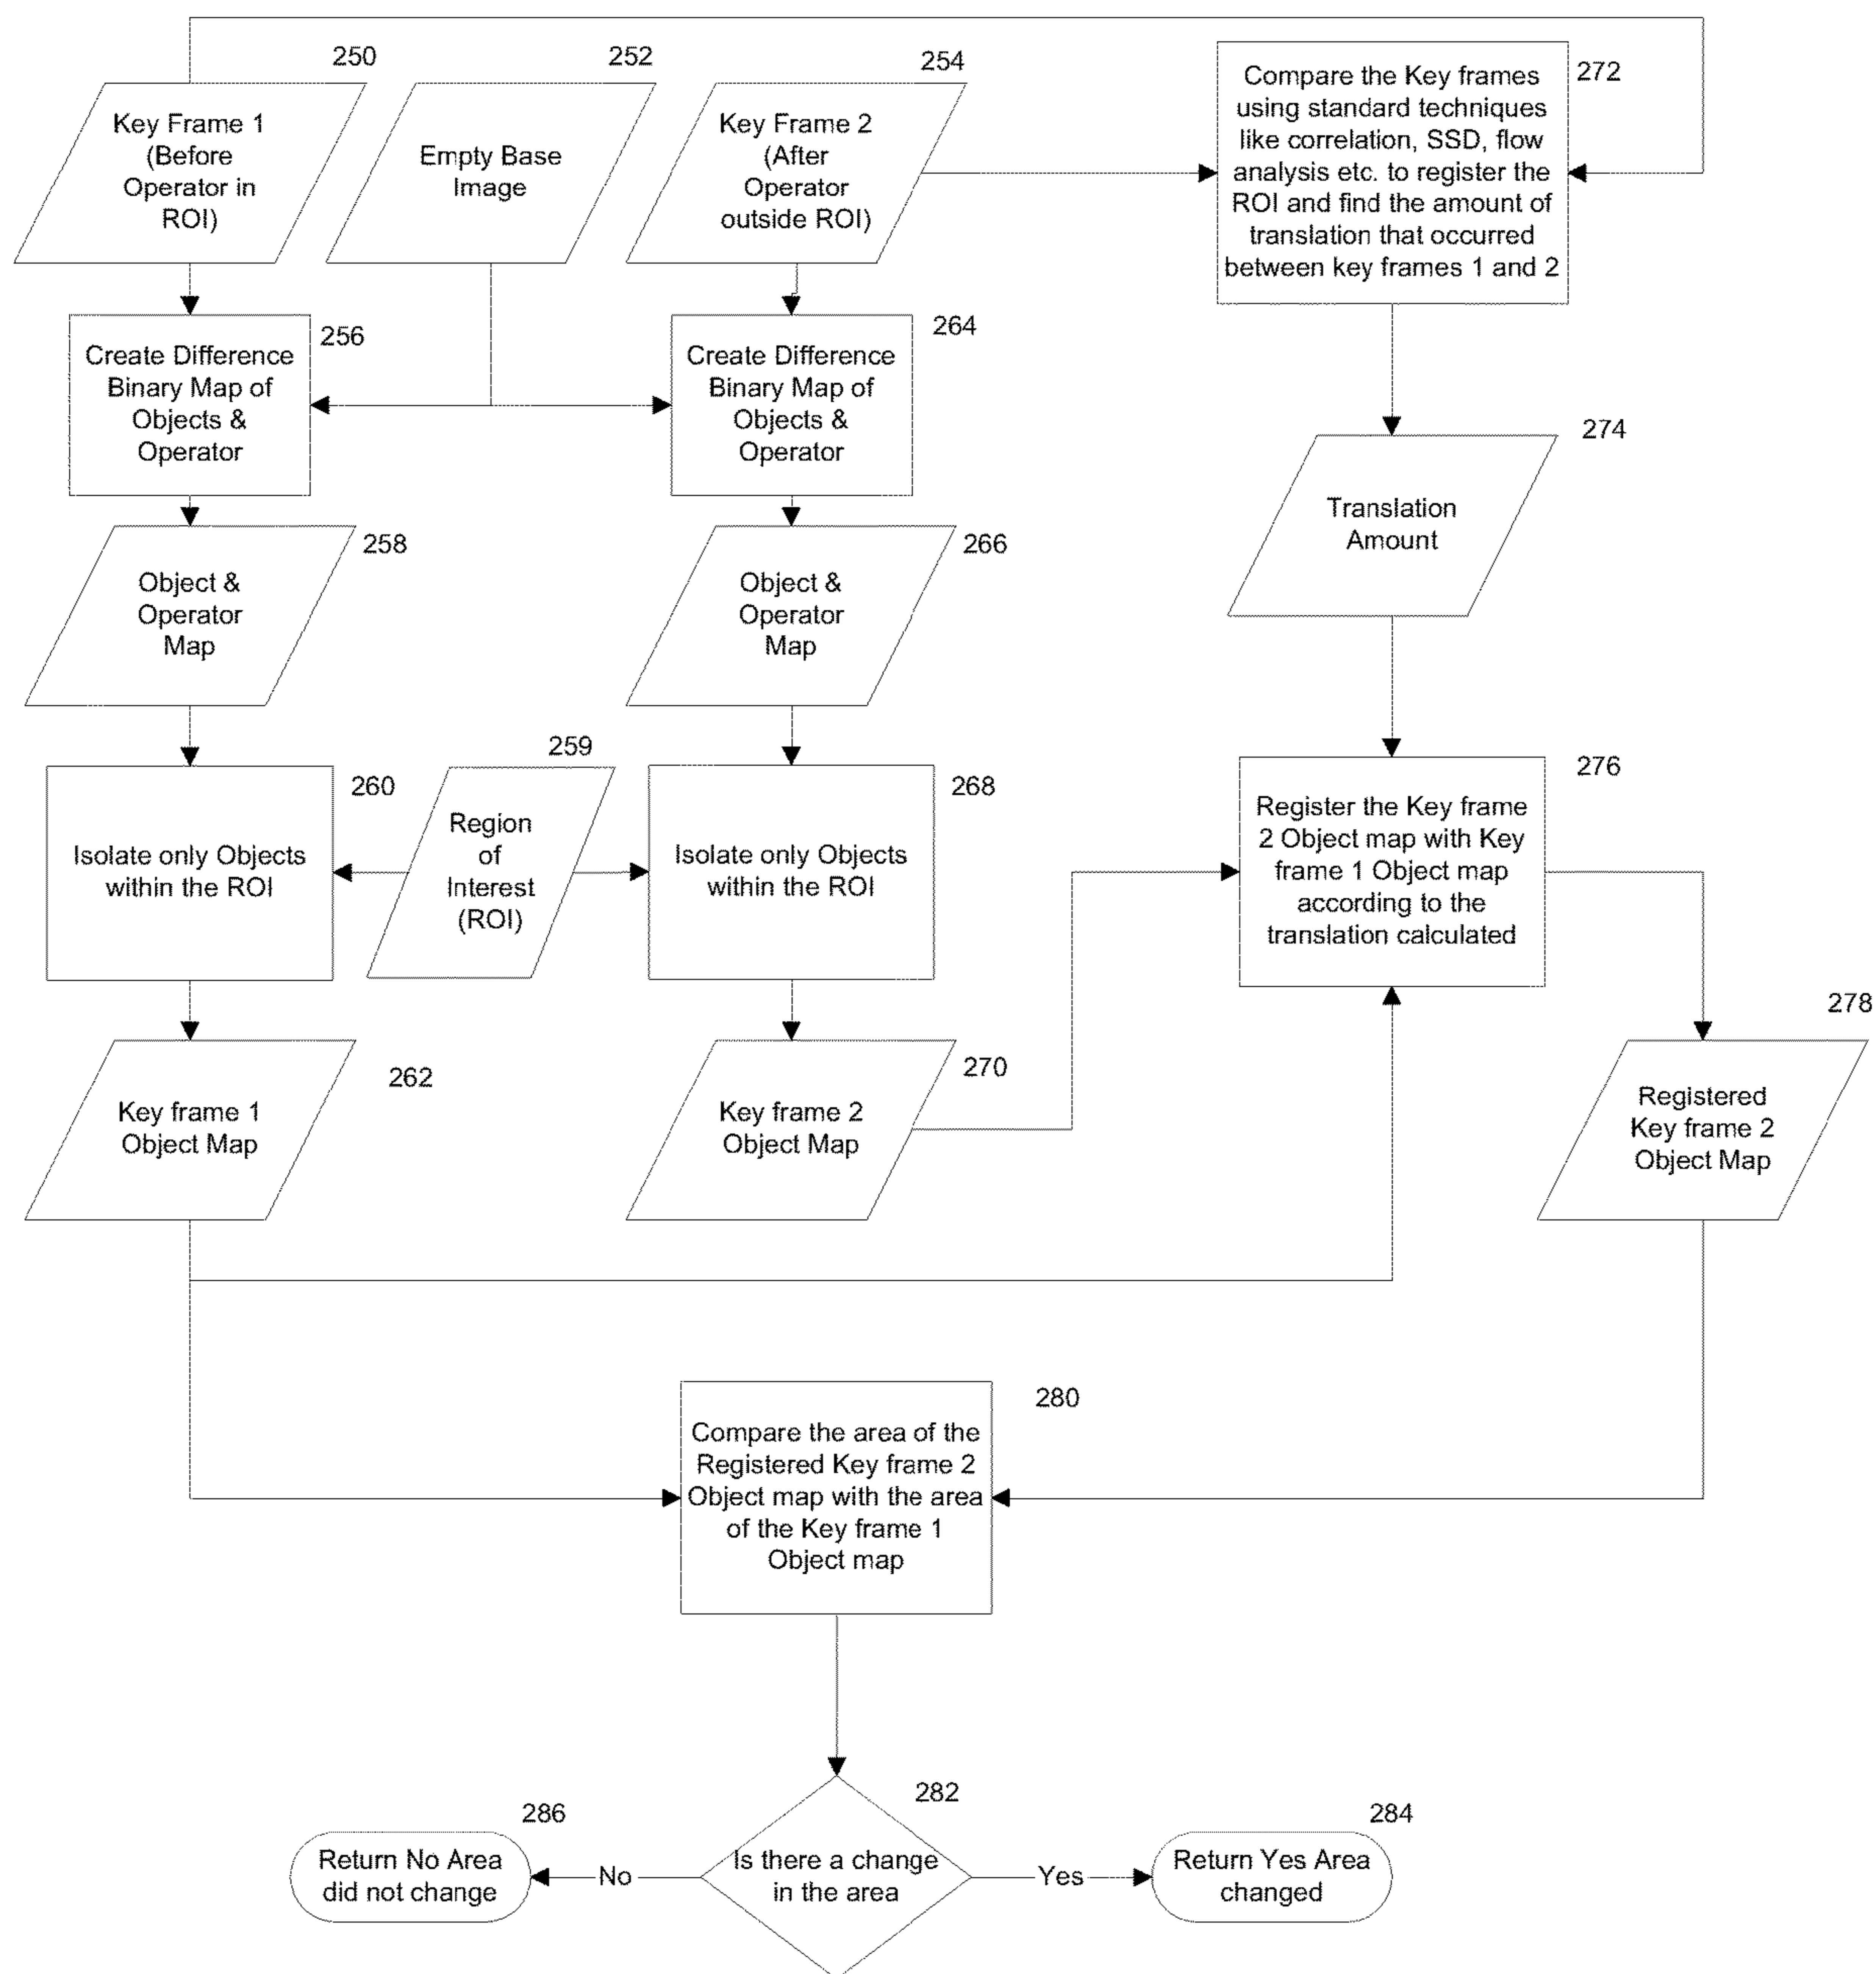 250
252
254
Key Frame 1
(Before
Operator in
ROI)
Empty Base
Image
Key Frame 2
(After
Operator
outside ROI)
Compare the Key frames
using standard techniques
like correlation, SSD, flow
analysis etc. to register the
ROI and find the amount of
translation that occurred
between key frames 1 and 2
272
256
Create Difference
Binary Map of
Objects &
Operator
264
Create Difference
Binary Map of
Objects &
Operator
274
Translation
Amount
258
Object &
Operator
Map
266
Object &
Operator
Map
259
260
Isolate only Objects
within the ROI
Region
of
Interest
(ROI)
268
Isolate only Objects
within the ROI
276
Register the Key frame
2 Object map with Key
frame 1 Object map
according to the
translation calculated
262
Key frame 1
Object Map
270
Key frame 2
Object Map
278
Registered
Key frame 2
Object Map
280
Compare the area of the
Registered Key frame 2
Object map with the area
of the Key frame 1
Object map
282
Is there a change
in the area
286
Return No Area
did not change
No
Yes
284
Return Yes Area
changed